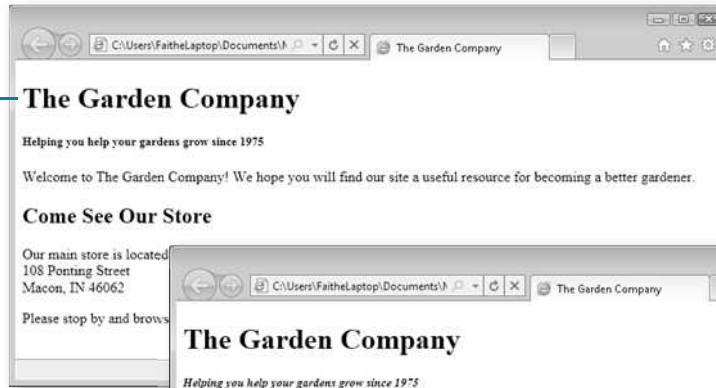 C:\Users\FaitheLaptop\Documents\
The Garden Company
The Garden Company
Helping you help your gardens grow since 1975
Welcome to The Garden Company! We hope you will find our site a useful resource for becoming a better gardener.
Come See Our Store
Our main store is located
108 Ponting Street
Macon, IN 46062
Please stop by and brows
C:\Users\FaitheLaptop\Documents\
The Garden Company
The Garden Company
Helping you help your gardens grow since 1975